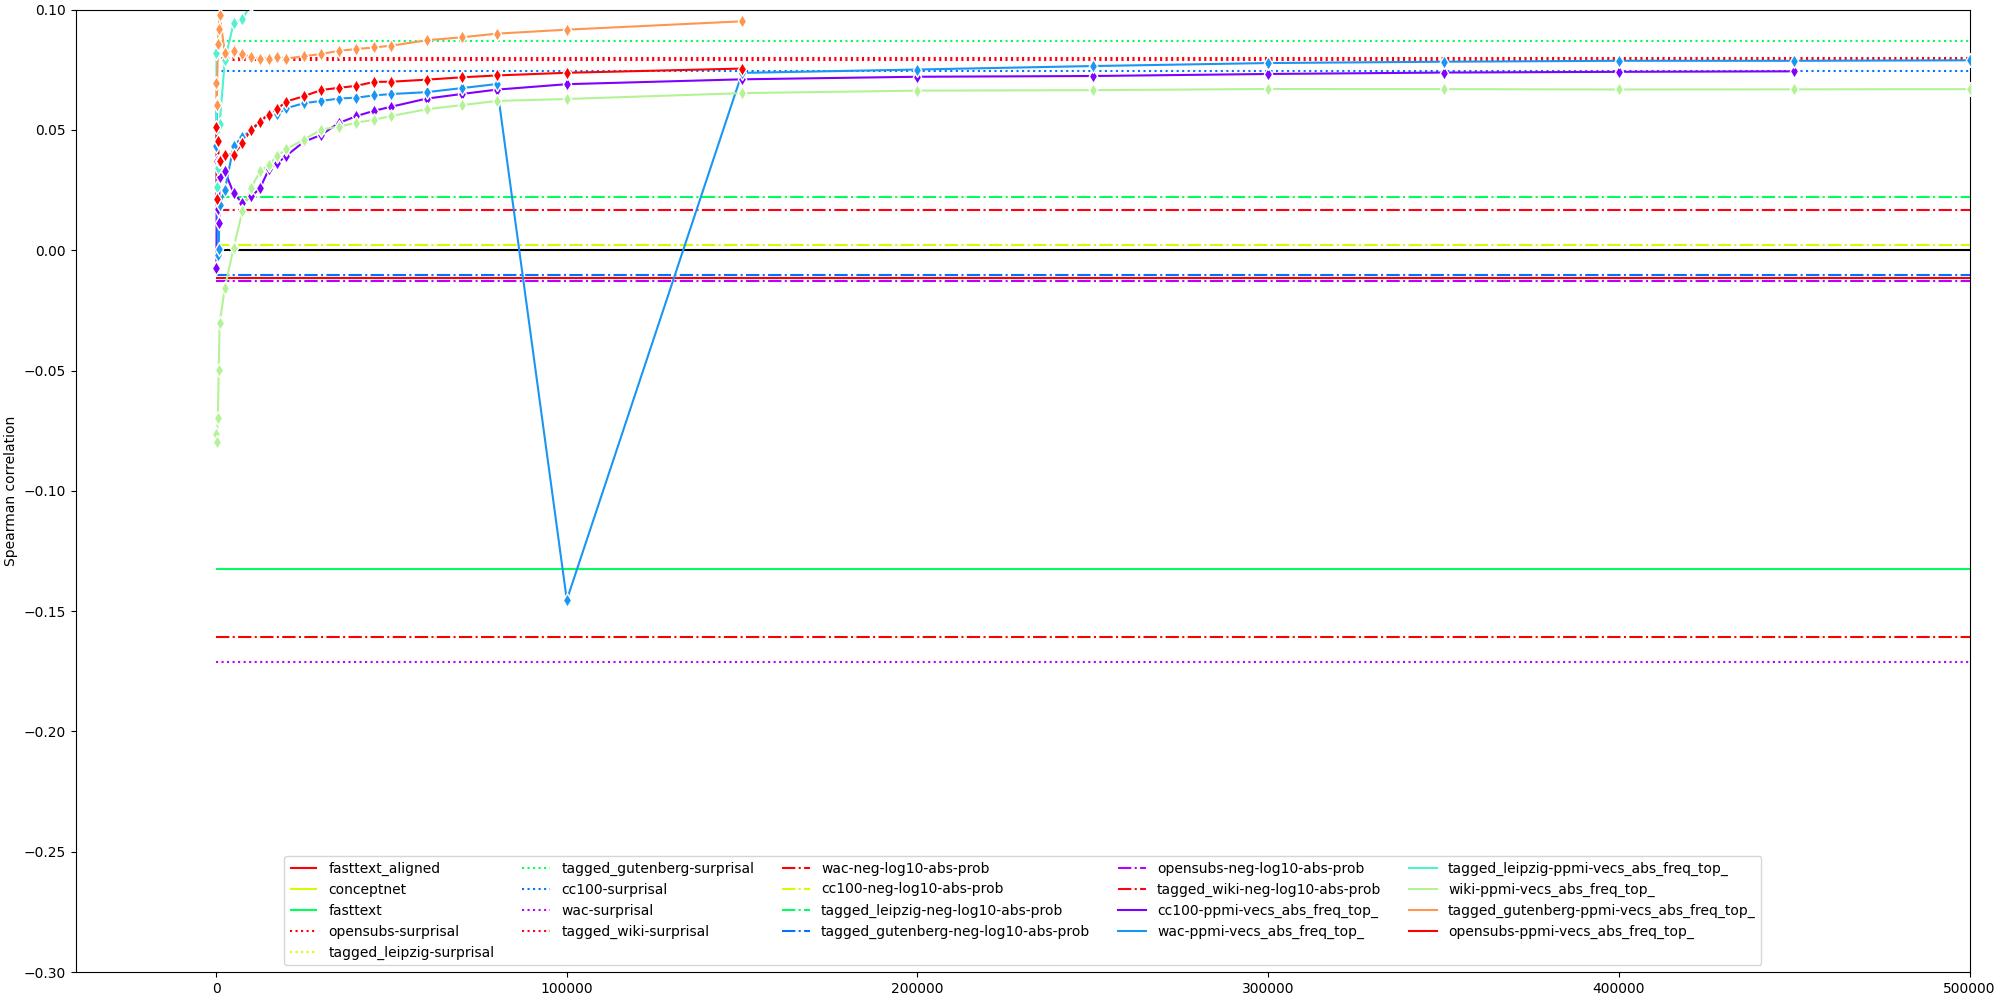 0.10
0.05
0.00
−0.05
−0.10
−0.15
−0.20
−0.25
−0.30
Spearman correlation
fasttext_aligned
conceptnet
fasttext
opensubs-surprisal
tagged_leipzig-surprisal
tagged_gutenberg-surprisal
cc100-surprisal
wac-surprisal
tagged_wiki-surprisal
wac-neg-log10-abs-prob
cc100-neg-log10-abs-prob
tagged_leipzig-neg-log10-abs-prob
tagged_gutenberg-neg-log10-abs-prob
opensubs-neg-log10-abs-prob
tagged_wiki-neg-log10-abs-prob
cc100-ppmi-vecs_abs_freq_top_
wac-ppmi-vecs_abs_freq_top_
tagged_leipzig-ppmi-vecs_abs_freq_top_
wiki-ppmi-vecs_abs_freq_top_
tagged_gutenberg-ppmi-vecs_abs_freq_top_
opensubs-ppmi-vecs_abs_freq_top_
0
100000
200000
300000
400000
500000